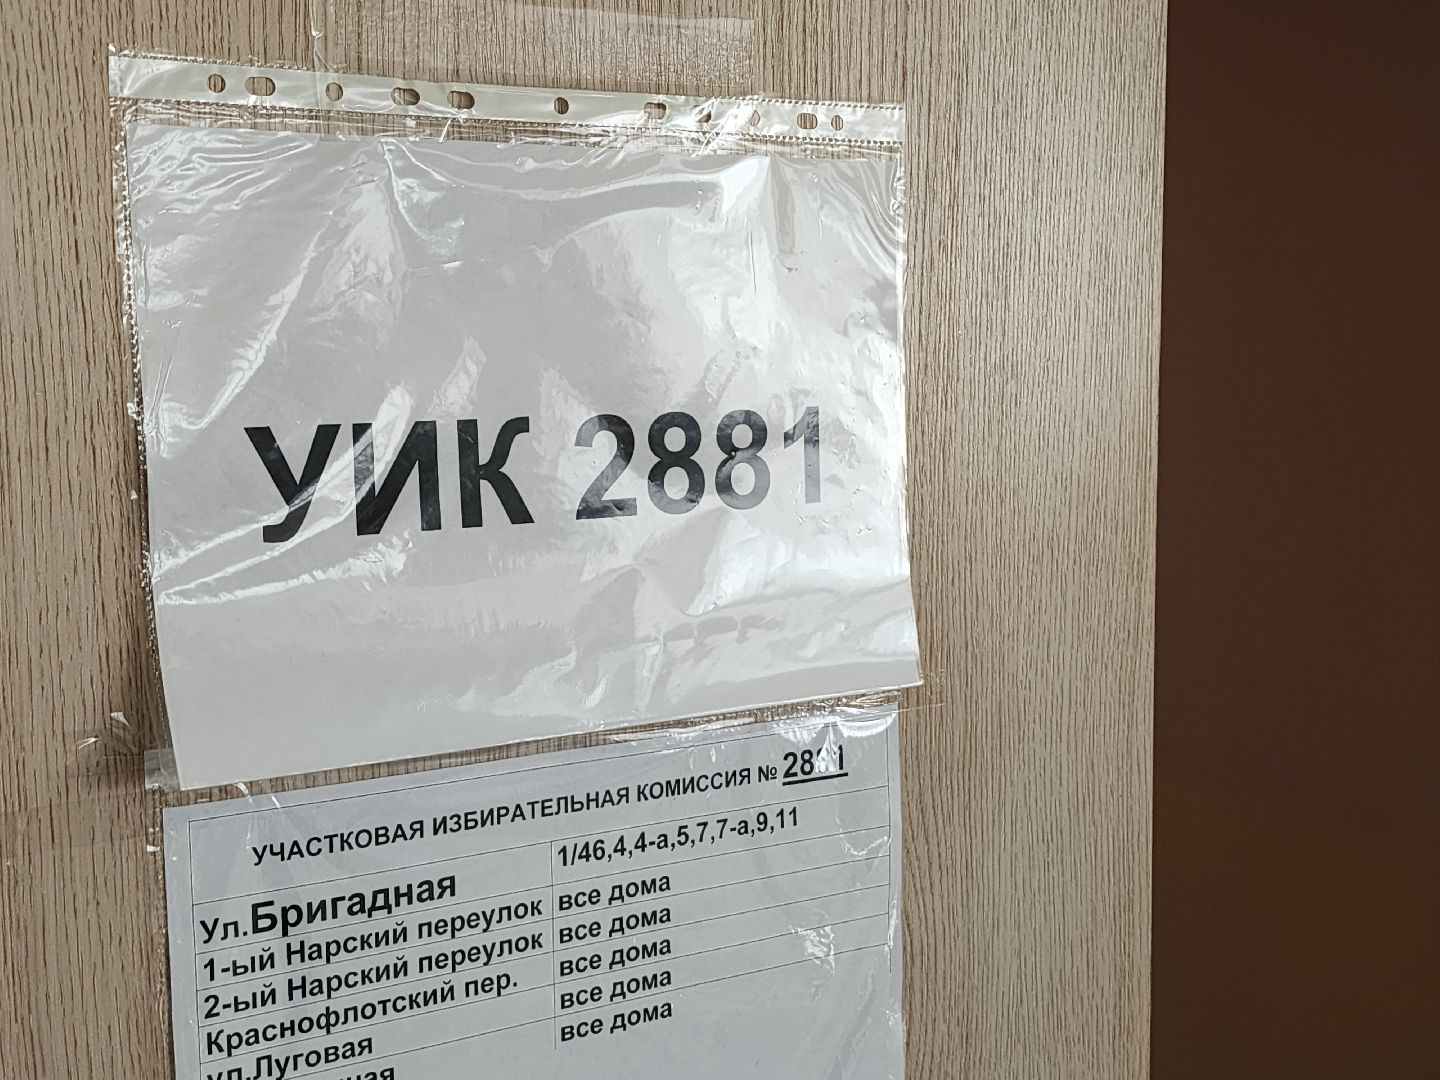 УИК 2881
УЧАСТКОВАЯ ИЗБИРАТЕЛЬНАЯ КОМИССИЯ № 2881
Ул.Бригадная 1/46,4,4-а,5,7,7-а,9,11
1-ый Нарский переулок все дома
2-ый Нарский переулок все дома
Краснофлотский пер. все дома
ул.Луговая все дома
все дома